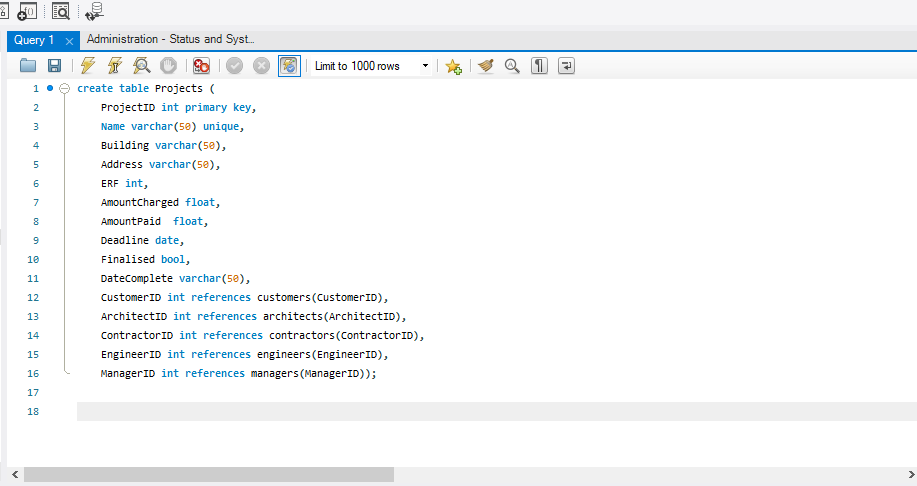 f()
Query 1
Administration - Status and Syst...
Limit to 1000 rows
1 create table Projects (
2 ProjectID int primary key,
3 Name varchar(50) unique,
4 Building varchar(50),
5 Address varchar(50),
6 ERF int,
7 AmountCharged float,
8 AmountPaid  float,
9 Deadline date,
10 Finalised bool,
11 DateComplete varchar(50),
12 CustomerID int references customers(CustomerID),
13 ArchitectID int references architects(ArchitectID),
14 ContractorID int references contractors(ContractorID),
15 EngineerID int references engineers(EngineerID),
16 ManagerID int references managers(ManagerID));
17
18